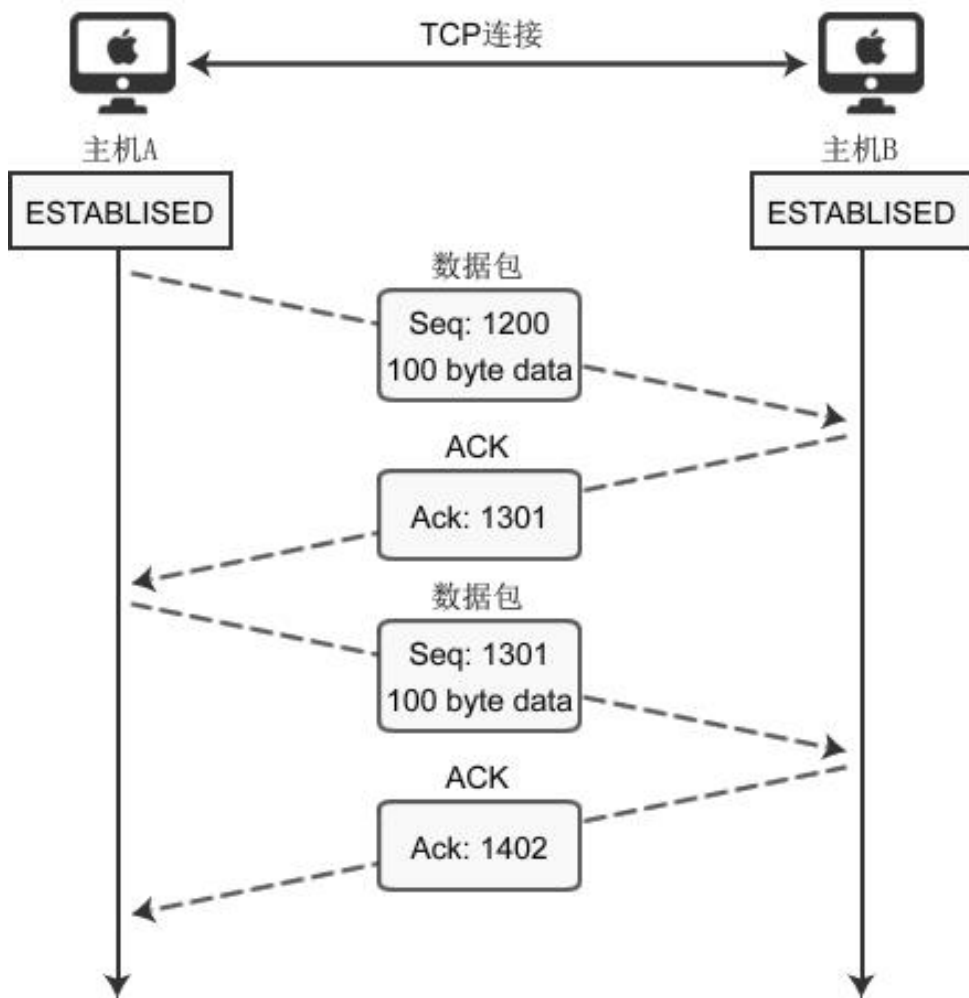 TCP连接
主机A
主机B
ESTABLISED
ESTABLISED
数据包
Seq: 1200
100 byte data
ACK
Ack: 1301
数据包
Seq: 1301
100 byte data
ACK
Ack: 1402